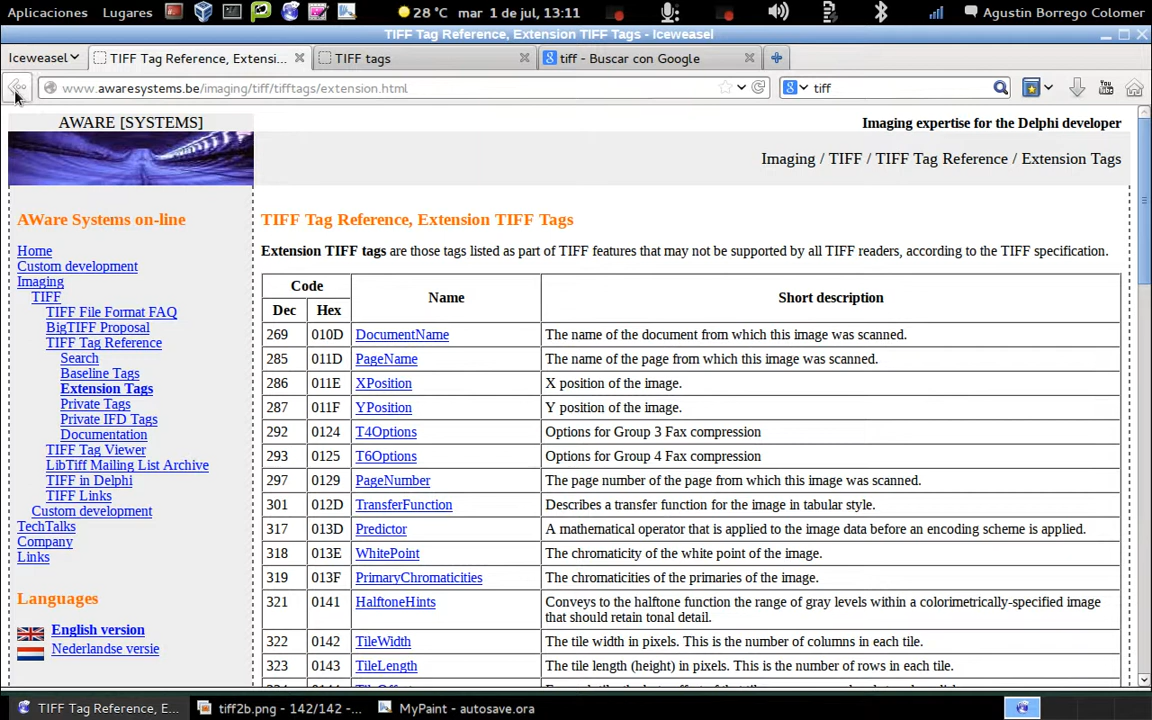 Aplicaciones Lugares 28 °C mar 1 de jul, 13:11 Agustin Borrego Colomer
TIFF Tag Reference, Extension TIFF Tags - Iceweasel
Iceweasel TIFF Tag Reference, Extensi... TIFF tags tiff - Buscar con Google
www.awaresystems.be/imaging/tiff/tifftags/extension.html tiff
AWARE [SYSTEMS]
Imaging expertise for the Delphi developer
Imaging / TIFF / TIFF Tag Reference / Extension Tags
AWare Systems on-line
Home
Custom development
Imaging
TIFF
TIFF File Format FAQ
BigTIFF Proposal
TIFF Tag Reference
Search
Baseline Tags
Extension Tags
Private Tags
Private IFD Tags
Documentation
TIFF Tag Viewer
LibTiff Mailing List Archive
TIFF in Delphi
TIFF Links
Custom development
TechTalks
Company
Links
Languages
English version
Nederlandse versie
TIFF Tag Reference, Extension TIFF Tags
Extension TIFF tags are those tags listed as part of TIFF features that may not be supported by all TIFF readers, according to the TIFF specification.
Code Name Short description
Dec Hex
269 010D DocumentName The name of the document from which this image was scanned.
285 011D PageName The name of the page from which this image was scanned.
286 011E XPosition X position of the image.
287 011F YPosition Y position of the image.
292 0124 T4Options Options for Group 3 Fax compression
293 0125 T6Options Options for Group 4 Fax compression
297 0129 PageNumber The page number of the page from which this image was scanned.
301 012D TransferFunction Describes a transfer function for the image in tabular style.
317 013D Predictor A mathematical operator that is applied to the image data before an encoding scheme is applied.
318 013E WhitePoint The chromaticity of the white point of the image.
319 013F PrimaryChromaticities The chromaticities of the primaries of the image.
321 0141 HalftoneHints Conveys to the halftone function the range of gray levels within a colorimetrically-specified image
that should retain tonal detail.
322 0142 TileWidth The tile width in pixels. This is the number of columns in each tile.
323 0143 TileLength The tile length (height) in pixels. This is the number of rows in each tile.
TIFF Tag Reference, E... tiff2b.png - 142/142 -... MyPaint - autosave.ora